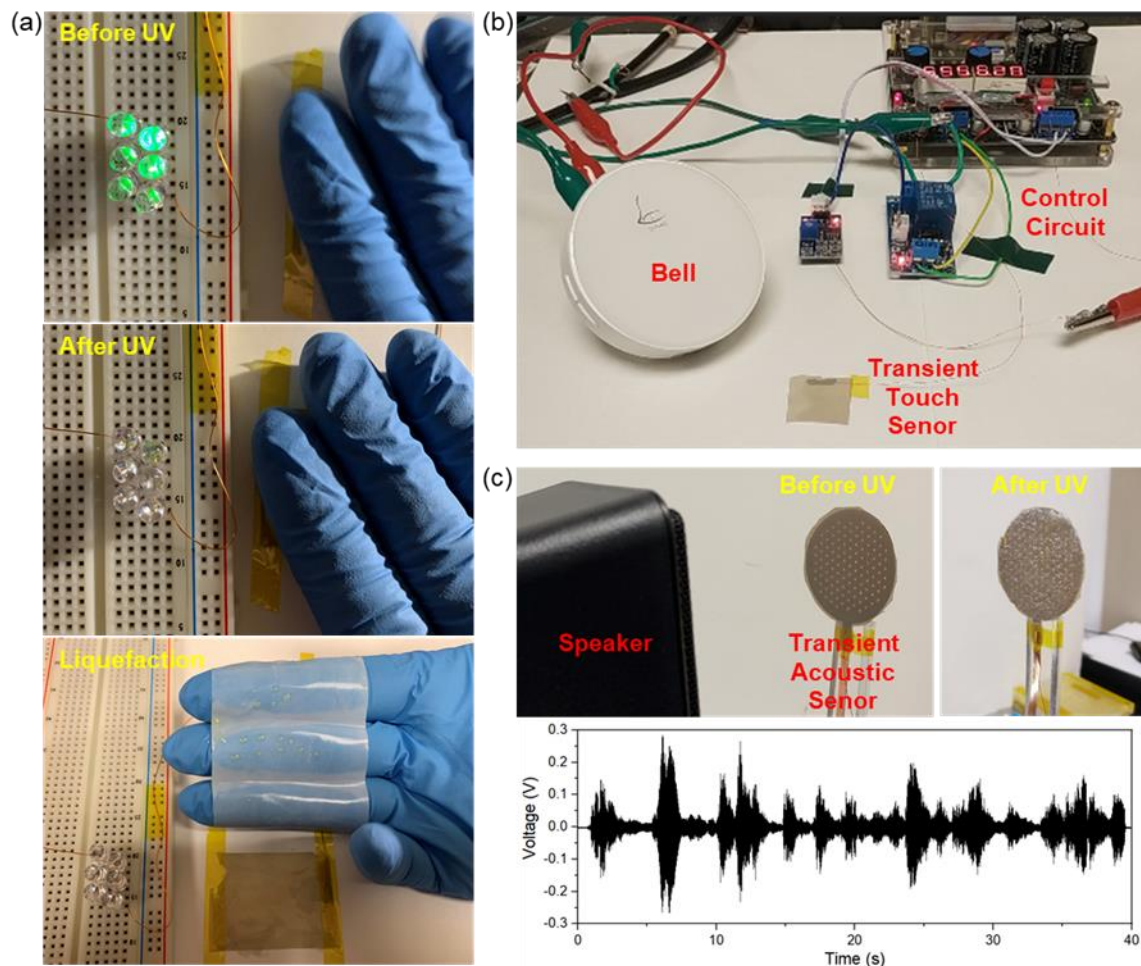 (a)
Before UV
After UV
Liquefaction
(b)
Bell
Control
Circuit
Transient
Touch
Senor
(c)
Before UV
After UV
Speaker
Transient
Acoustic
Senor
Voltage (V)
0.3
0.2
0.1
0.0
-0.1
-0.2
-0.3
0
10
20
30
40
Time (s)